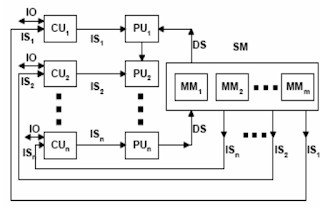 IO CU1 IS1 PU1 DS SM
IS1
IO CU2 IS2 PU2 MM1 MM2 MMm
IS2
IO CUn ISn PUn DS
ISn ISn IS2 IS1